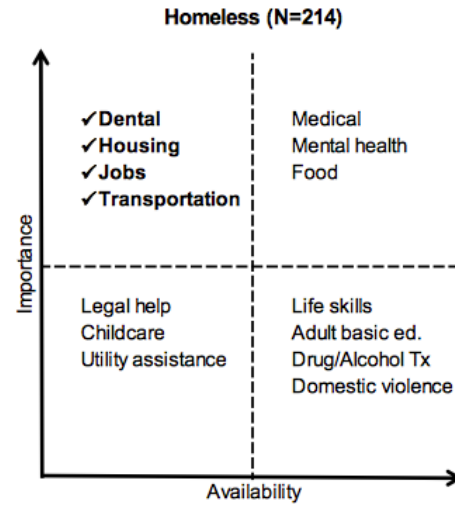 Homeless (N=214)
Importance
✓Dental
✓Housing
✓Jobs
✓Transportation
Medical
Mental health
Food
Legal help
Childcare
Utility assistance
Life skills
Adult basic ed.
Drug/Alcohol Tx
Domestic violence
Availability